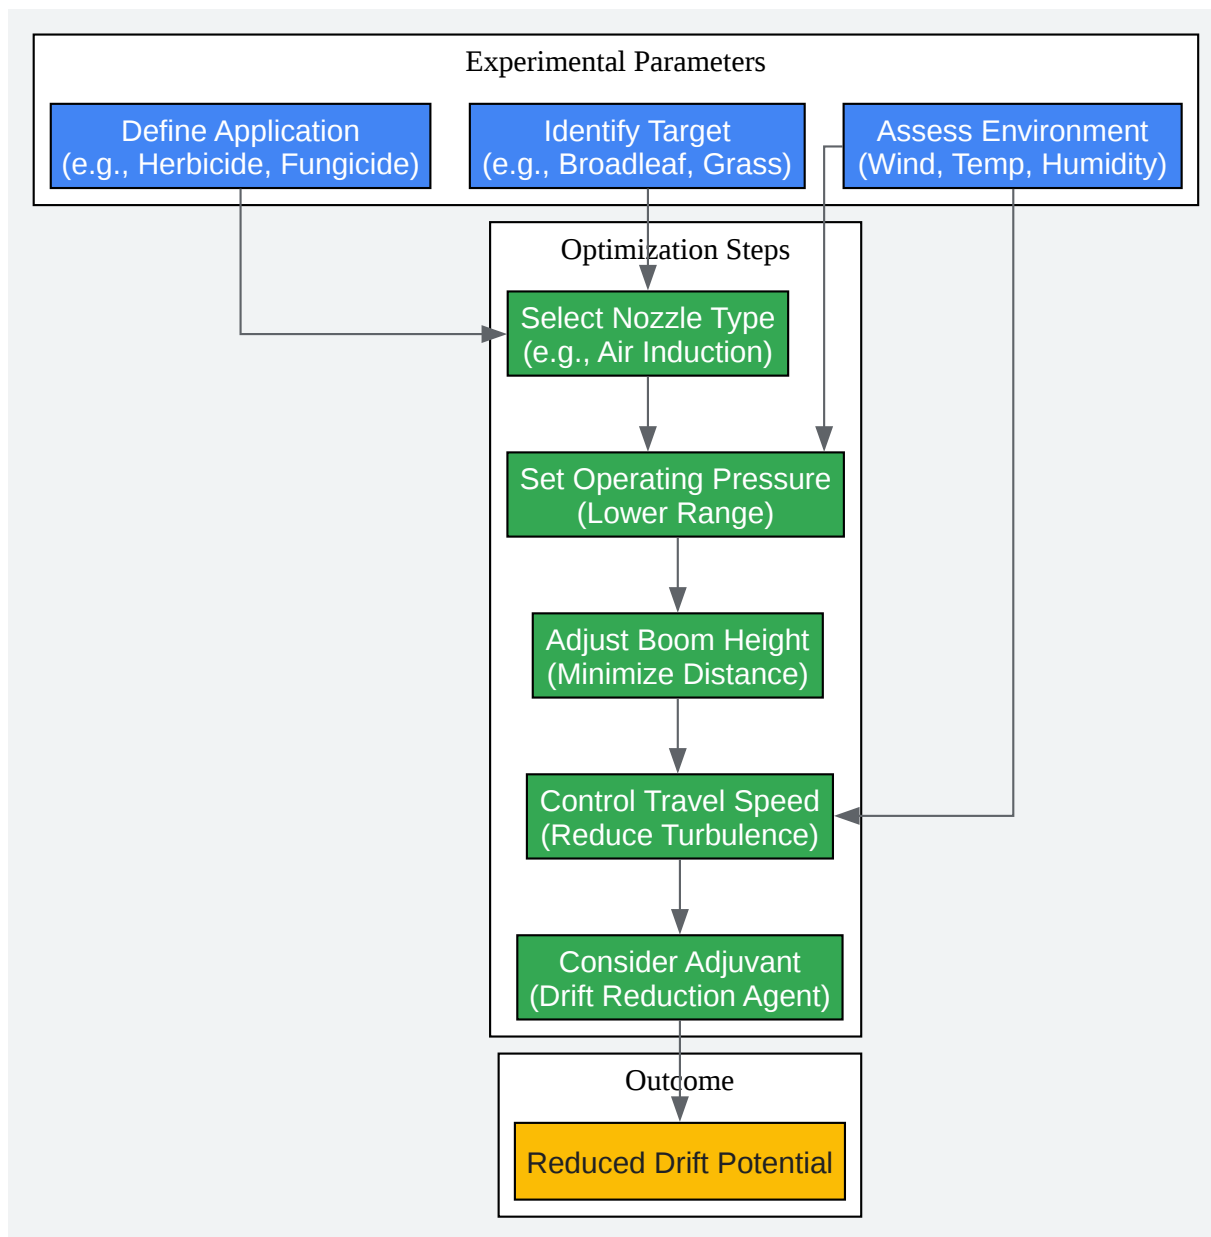 Experimental Parameters
Define Application
(e.g., Herbicide, Fungicide)
Identify Target
(e.g., Broadleaf, Grass)
Assess Environment
(Wind, Temp, Humidity)
Optimization Steps
Select Nozzle Type
(e.g., Air Induction)
Set Operating Pressure
(Lower Range)
Adjust Boom Height
(Minimize Distance)
Control Travel Speed
(Reduce Turbulence)
Consider Adjuvant
(Drift Reduction Agent)
Outcome
Reduced Drift Potential